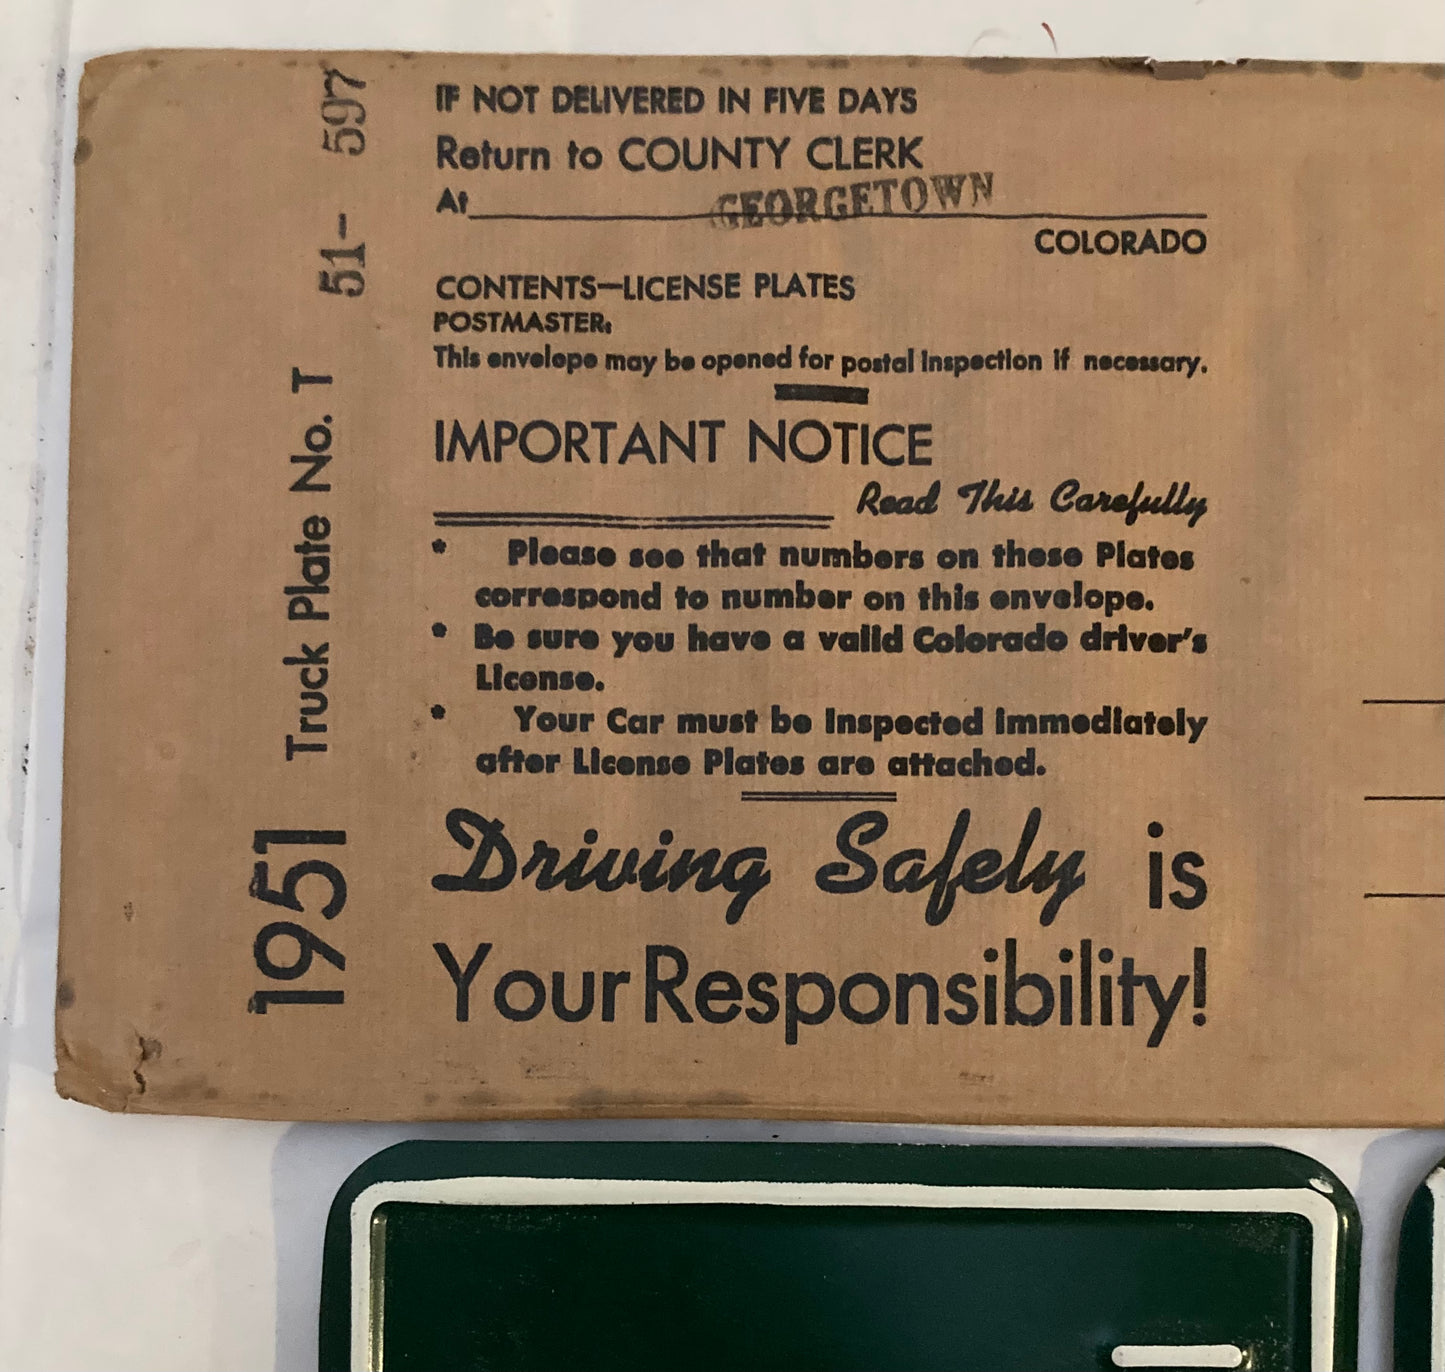 IF NOT DELIVERED IN FIVE DAYS
Return to COUNTY CLERK
At GEORGETOWN
COLORADO
CONTENTS—LICENSE PLATES
POSTMASTER:
This envelope may be opened for postal Inspection if necessary.
IMPORTANT NOTICE
Read This Carefully
* Please see that numbers on these Plates
correspond to number on this envelope.
* Be sure you have a valid Colorado driver's
License.
* Your Car must be Inspected immediately
after License Plates are attached.
Driving Safely is
Your Responsibility!
1951 Truck Plate No. T 51- 597